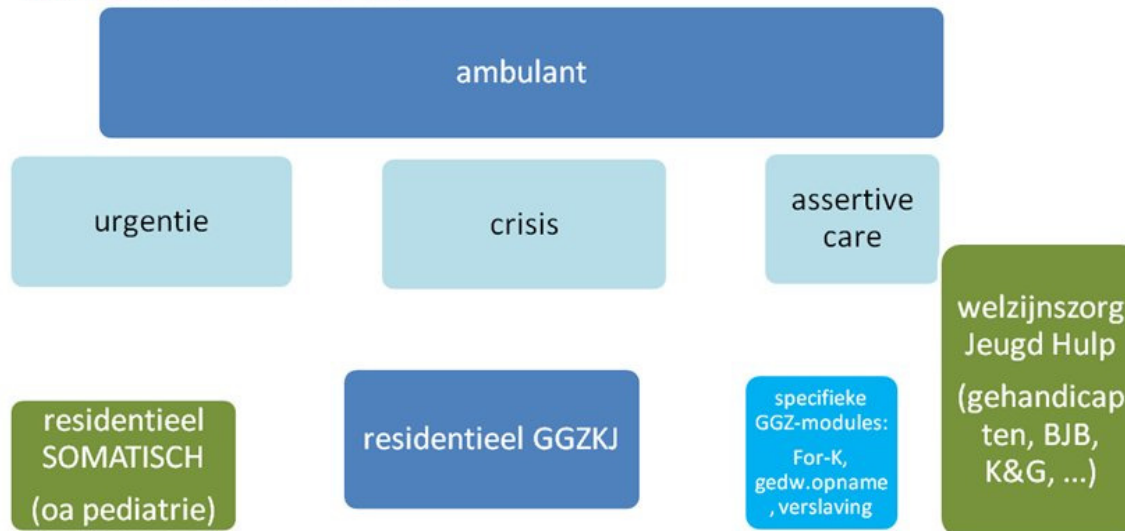 ambulant
urgentie
crisis
assertive
care
welzijnszorg
Jeugd Hulp
(gehandicap
ten, BJB,
K&G, ...)
residentieel
SOMATISCH
(oa pediatrie)
residentieel GGZKJ
specifieke
GGZ-modules:
For-K,
gedw.opname
, verslaving